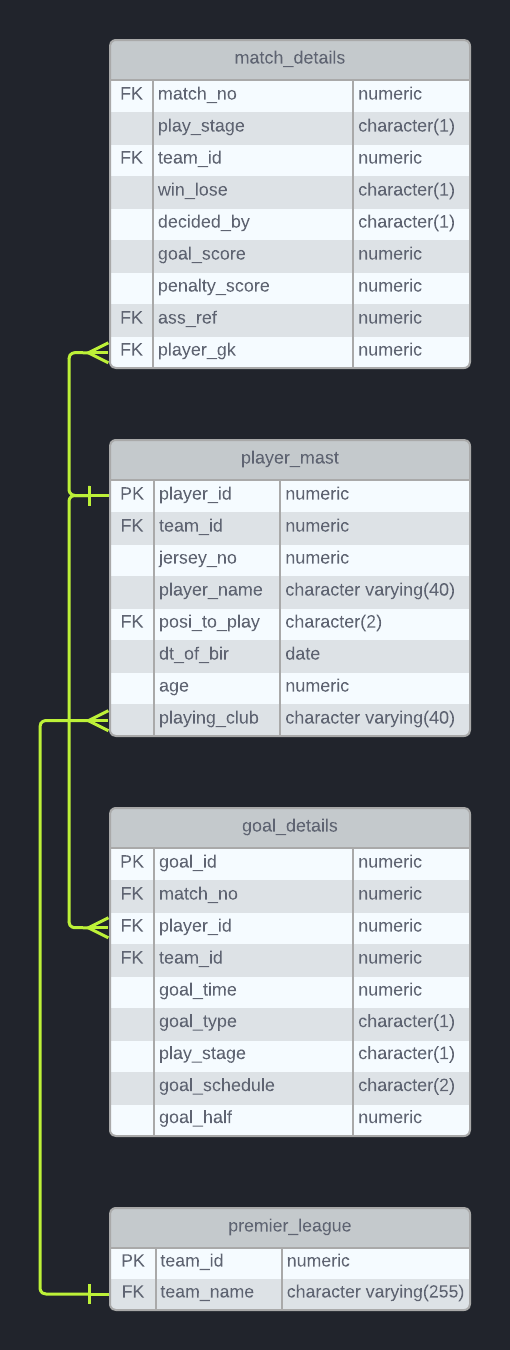 match_details
FK match_no numeric
play_stage character(1)
FK team_id numeric
win_lose character(1)
decided_by character(1)
goal_score numeric
penalty_score numeric
FK ass_ref numeric
FK player_gk numeric
player_mast
PK player_id numeric
FK team_id numeric
jersey_no numeric
player_name character varying(40)
FK posi_to_play character(2)
dt_of_bir date
age numeric
playing_club character varying(40)
goal_details
PK goal_id numeric
FK match_no numeric
FK player_id numeric
FK team_id numeric
goal_time numeric
goal_type character(1)
play_stage character(1)
goal_schedule character(2)
goal_half numeric
premier_league
PK team_id numeric
FK team_name character varying(255)